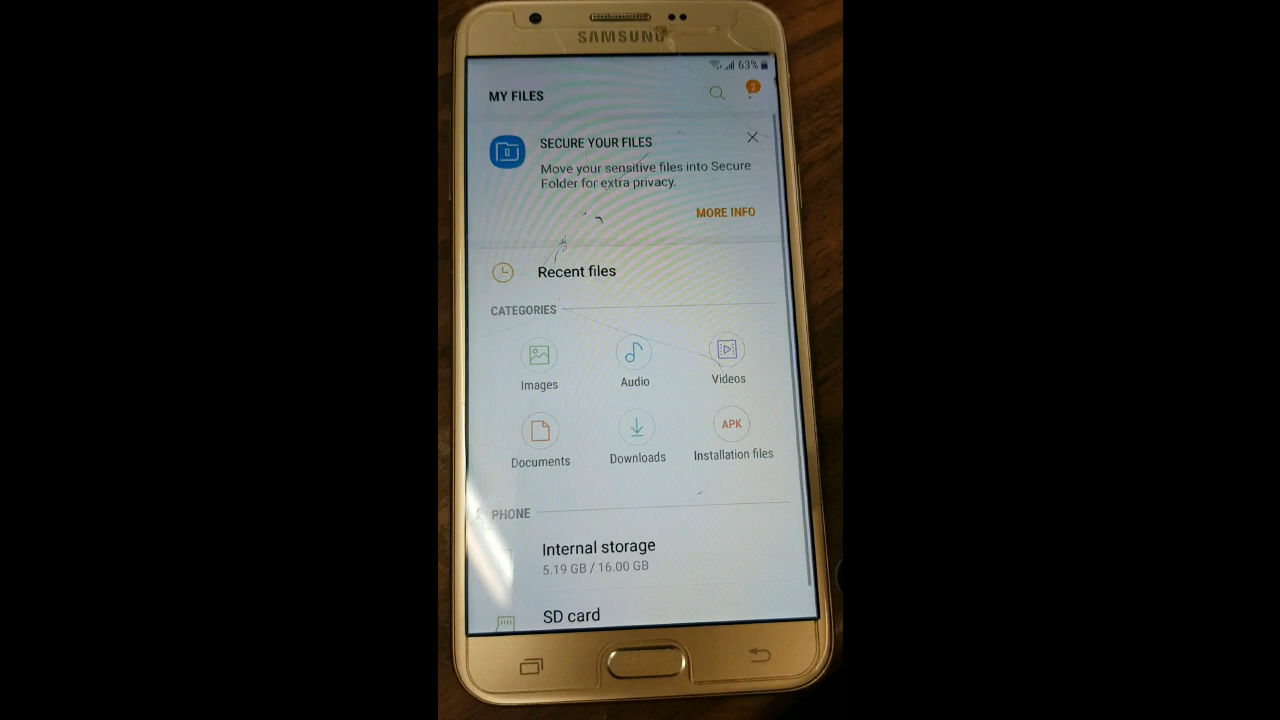 SAMSUNG
63%
MY FILES
2
SECURE YOUR FILES
Move your sensitive files into Secure
Folder for extra privacy.
MORE INFO
Recent files
CATEGORIES
Images
Audio
Videos
APK
Documents
Downloads
Installation files
PHONE
Internal storage
5.19 GB / 16.00 GB
SD card